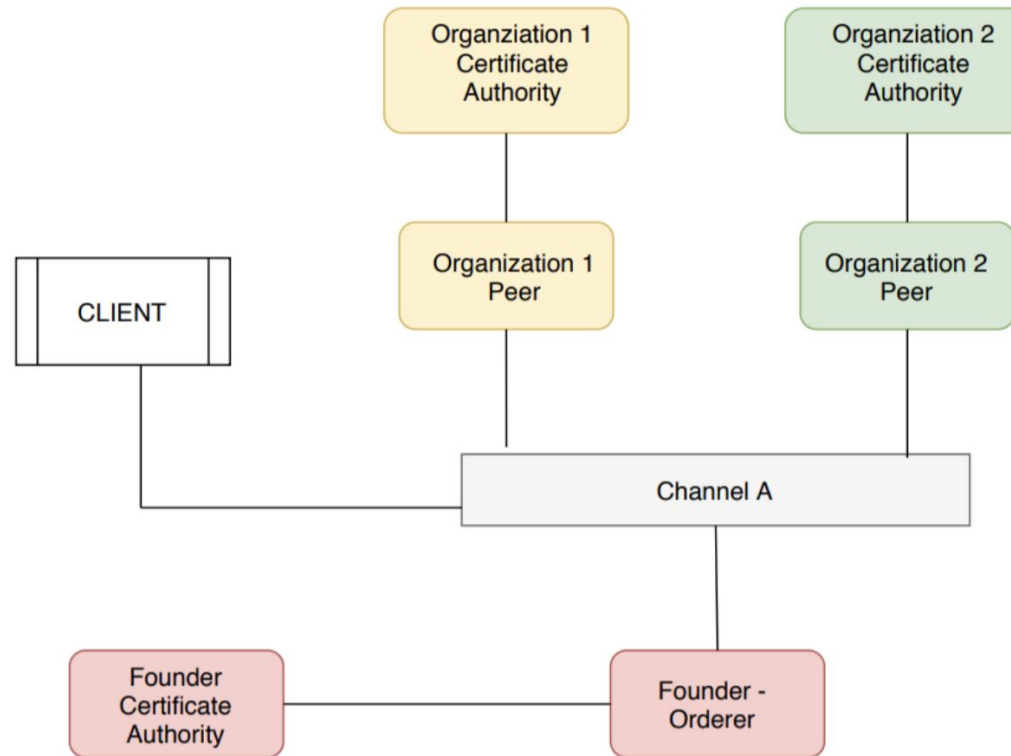 Organziation 1
Certificate
Authority
Organziation 2
Certificate
Authority
Organization 1
Peer
Organization 2
Peer
CLIENT
Channel A
Founder
Certificate
Authority
Founder -
Orderer